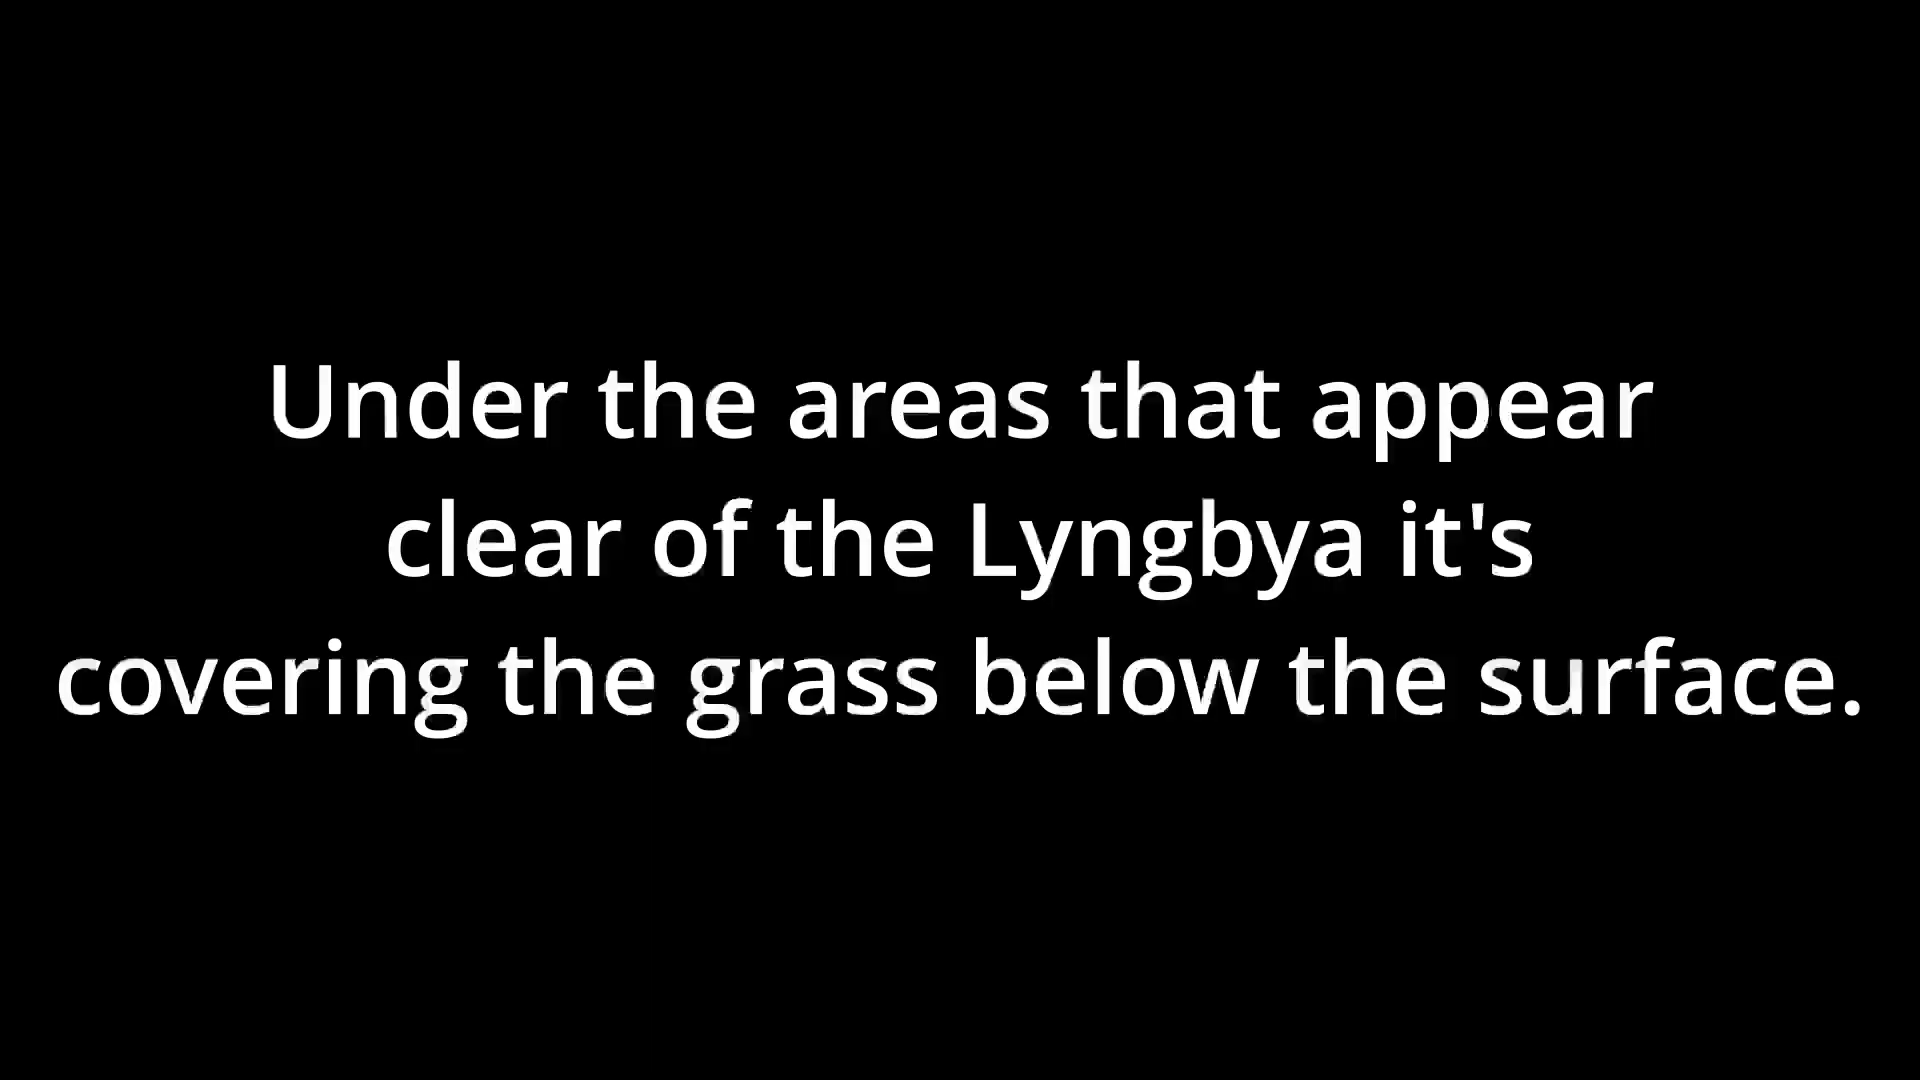 Under the areas that appear
clear of the Lyngbya it's
covering the grass below the surface.